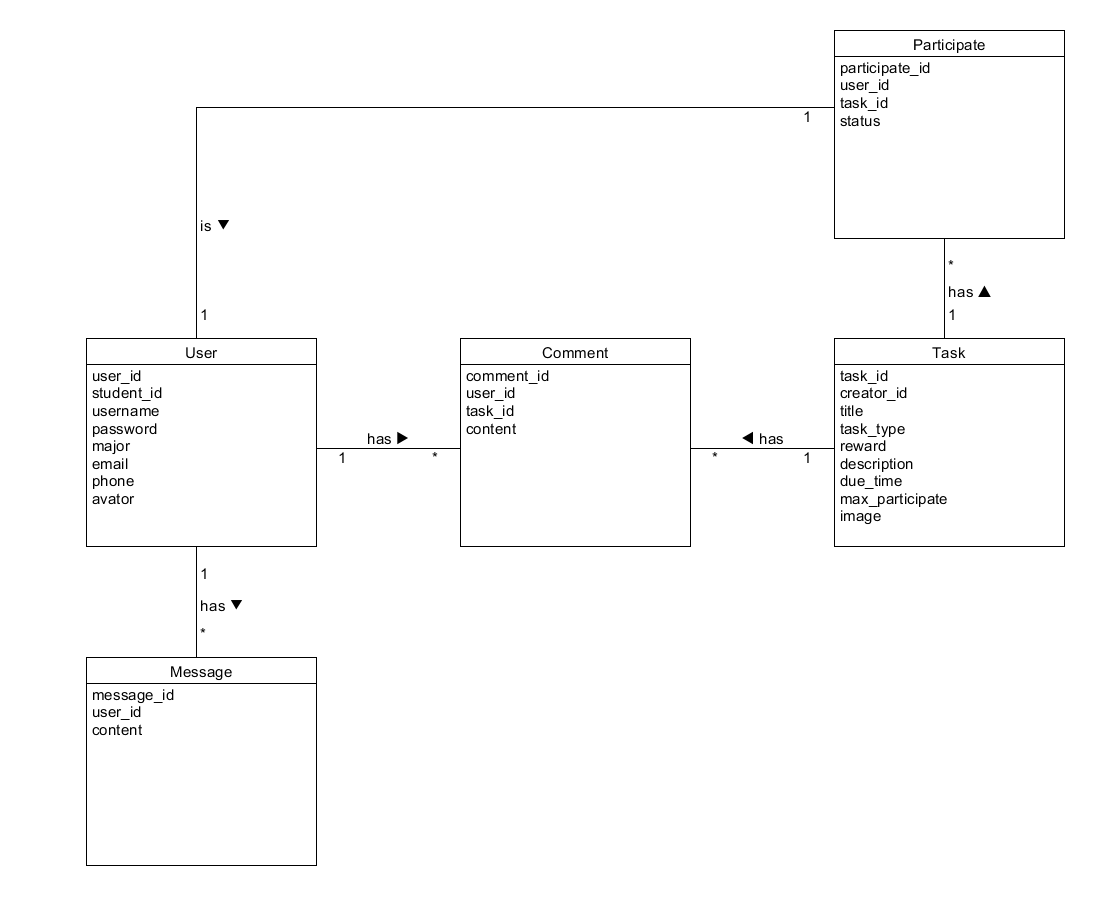 Participate
participate_id
user_id
task_id
status
1
is ▼
1
*
has ▲
1
User
user_id
student_id
username
password
major
email
phone
avator
has ▶
1
*
Comment
comment_id
user_id
task_id
content
◀ has
*
1
Task
task_id
creator_id
title
task_type
reward
description
due_time
max_participate
image
1
has ▼
*
Message
message_id
user_id
content